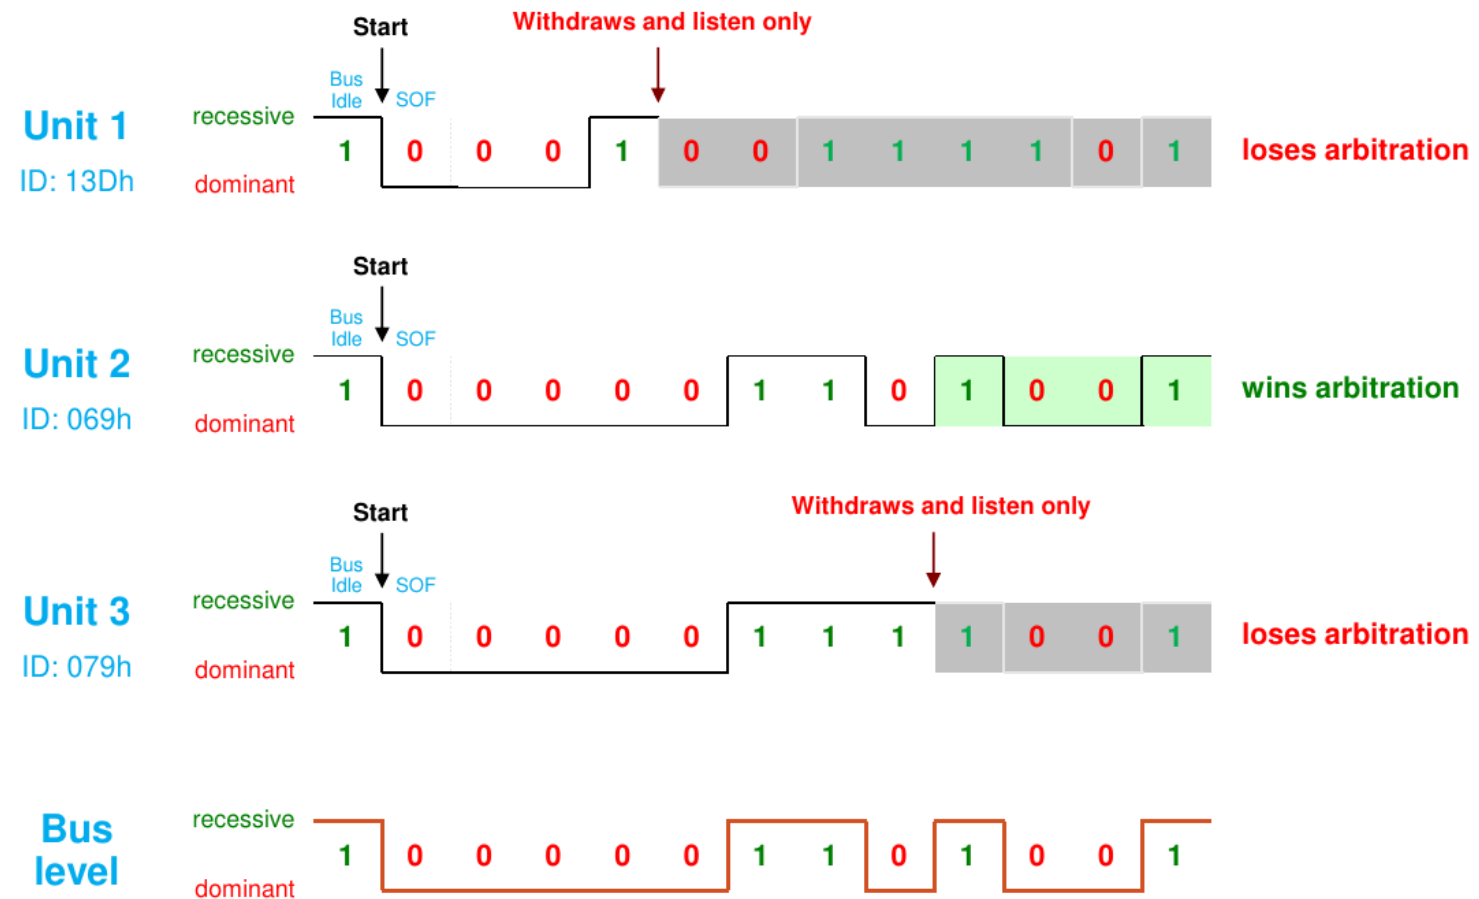 Start
Withdraws and listen only
Bus
Idle
SOF
Unit 1
ID: 13Dh
recessive
dominant
1 0 0 0 1 0 0 1 1 1 1 0 1
loses arbitration
Start
Bus
Idle
SOF
Unit 2
ID: 069h
recessive
dominant
1 0 0 0 0 0 1 1 0 1 0 0 1
wins arbitration
Withdraws and listen only
Start
Bus
Idle
SOF
Unit 3
ID: 079h
recessive
dominant
1 0 0 0 0 0 1 1 1 1 0 0 1
loses arbitration
Bus
level
recessive
dominant
1 0 0 0 0 0 1 1 0 1 0 0 1